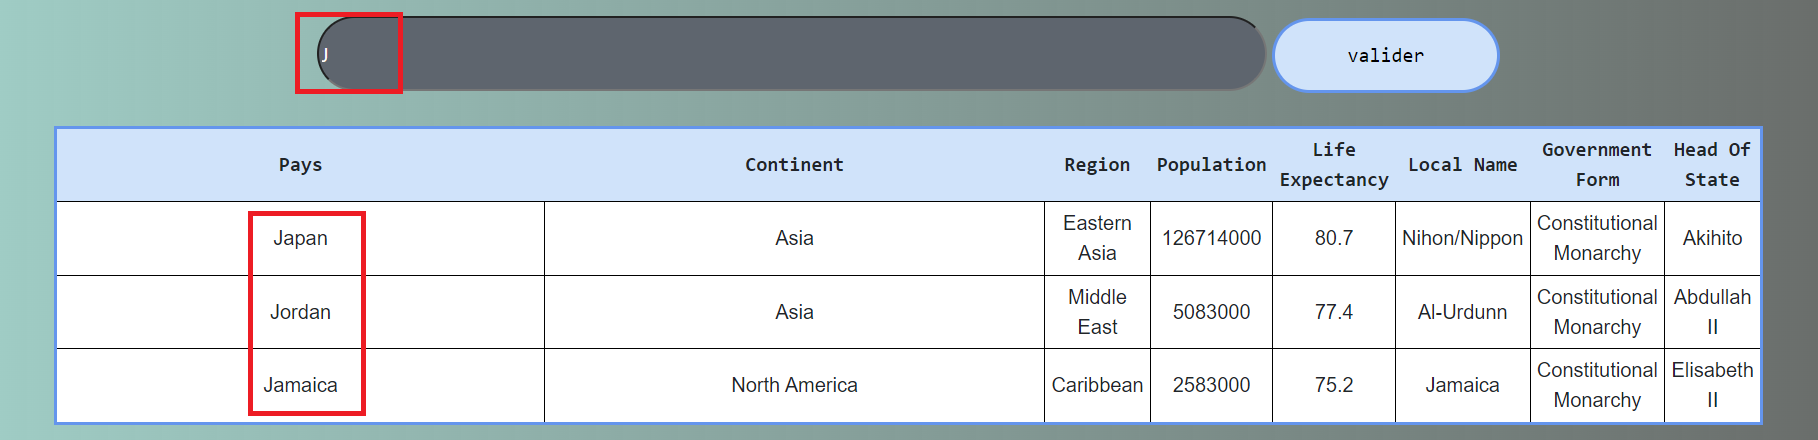 J
valider
Pays Continent Region Population Life Expectancy Local Name Government Form Head Of State
Japan Asia Eastern Asia 126714000 80.7 Nihon/Nippon Constitutional Monarchy Akihito
Jordan Asia Middle East 5083000 77.4 Al-Urdunn Constitutional Monarchy Abdullah II
Jamaica North America Caribbean 2583000 75.2 Jamaica Constitutional Monarchy Elisabeth II